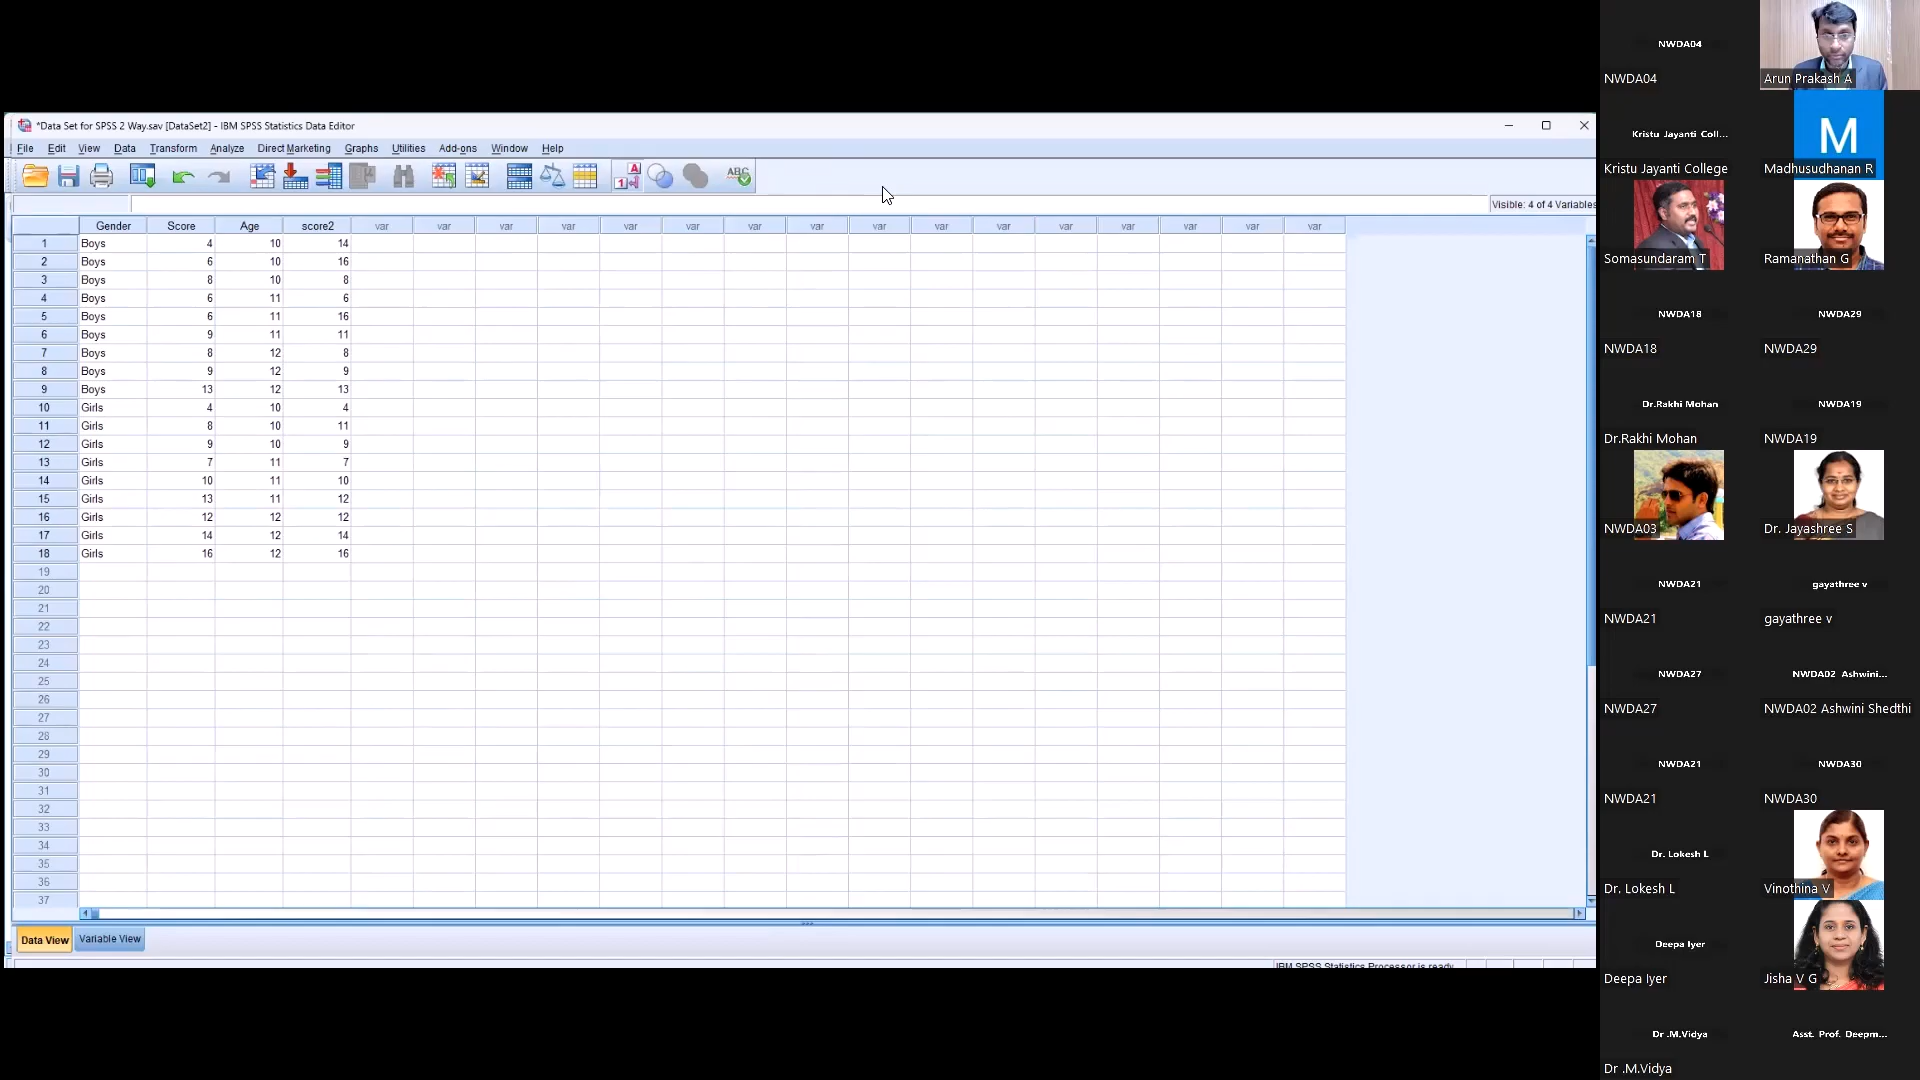 *Data Set for SPSS 2 Way.sav [DataSet2] - IBM SPSS Statistics Data Editor
File Edit View Data Transform Analyze Direct Marketing Graphs Utilities Add-ons Window Help
Visible: 4 of 4 Variables
Gender Score Age score2 var var var var var var var var var var var var var var var var
1 Boys 4 10 14
2 Boys 6 10 16
3 Boys 8 10 8
4 Boys 6 11 6
5 Boys 6 11 16
6 Boys 9 11 11
7 Boys 8 12 8
8 Boys 9 12 9
9 Boys 13 12 13
10 Girls 4 10 4
11 Girls 8 10 11
12 Girls 9 10 9
13 Girls 7 11 7
14 Girls 10 11 10
15 Girls 13 11 12
16 Girls 12 12 12
17 Girls 14 12 14
18 Girls 16 12 16
19
20
21
22
23
24
25
26
27
28
29
30
31
32
33
34
35
36
37
Data View Variable View
IBM SPSS Statistics Processor is ready
NWDA04
NWDA04 Arun Prakash A
Kristu Jayanti Coll... M
Kristu Jayanti College Madhusudhanan R
Somasundaram T Ramanathan G
NWDA18 NWDA29
NWDA18 NWDA29
Dr.Rakhi Mohan NWDA19
Dr.Rakhi Mohan NWDA19
NWDA03 Dr. Jayashree S
NWDA21 gayathree v
NWDA21 gayathree v
NWDA27 NWDA02 Ashwini...
NWDA27 NWDA02 Ashwini Shedthi
NWDA21 NWDA30
NWDA21 NWDA30
Dr. Lokesh L
Dr. Lokesh L Vinothina V
Deepa Iyer
Deepa Iyer Jisha V G
Dr .M.Vidya Asst. Prof. Deepm...
Dr .M.Vidya